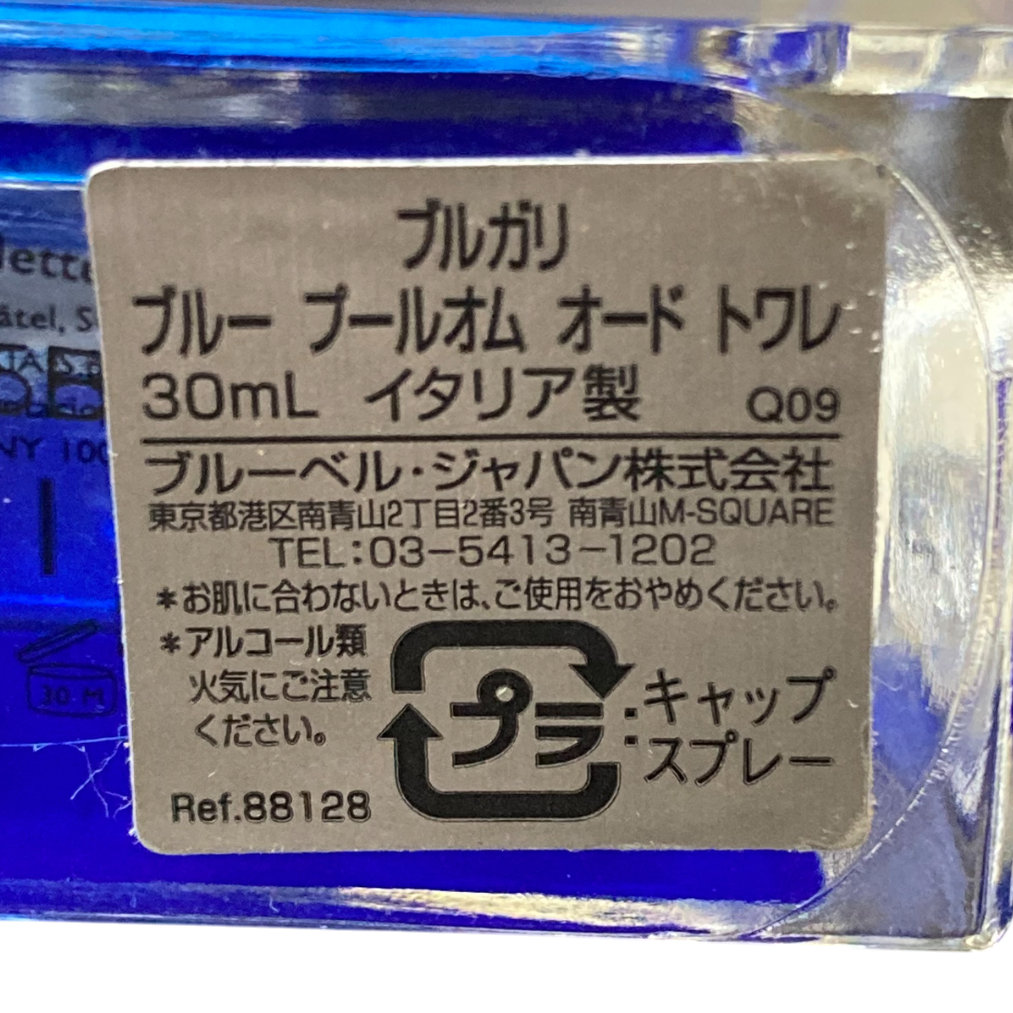 ブルガリ
ブルー プールオム オード トワレ
30mL イタリア製 Q09
ブルーベル・ジャパン株式会社
東京都港区南青山2丁目2番3号 南青山M-SQUARE
TEL:03-5413-1202
*お肌に合わないときは、ご使用をおやめください。
*アルコール類
火気にご注意
ください。
プラ
:キャップ
:スプレー
Ref.88128
NY 100
30 M